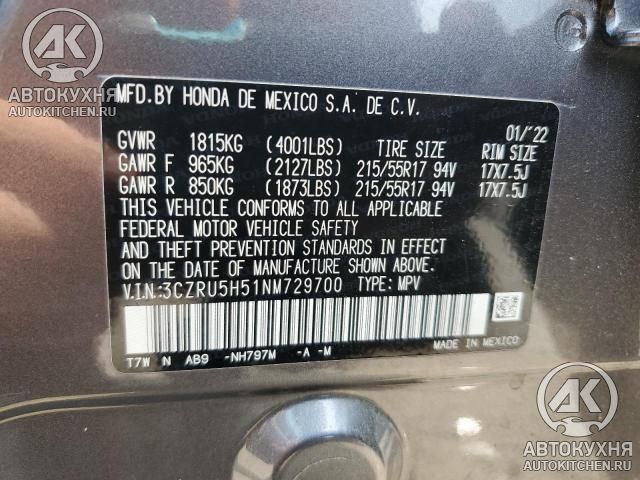 AK
АВТОКУХНЯ
AUTOKITCHEN.RU
MFD.BY HONDA DE MEXICO S.A. DE C.V.
01/'22
GVWR 1815KG (4001LBS) TIRE SIZE RIM SIZE
GAWR F 965KG (2127LBS) 215/55R17 94V 17X7.5J
GAWR R 850KG (1873LBS) 215/55R17 94V 17X7.5J
THIS VEHICLE CONFORMS TO ALL APPLICABLE
FEDERAL MOTOR VEHICLE SAFETY
AND THEFT PREVENTION STANDARDS IN EFFECT
ON THE DATE OF MANUFACTURE SHOWN ABOVE.
V.I.N:3CZRU5H51NM729700 TYPE: MPV
T7W N AB9 -NH797M -A -M
MADE IN MEXICO
AK
АВТОКУХНЯ
AUTOKITCHEN.RU